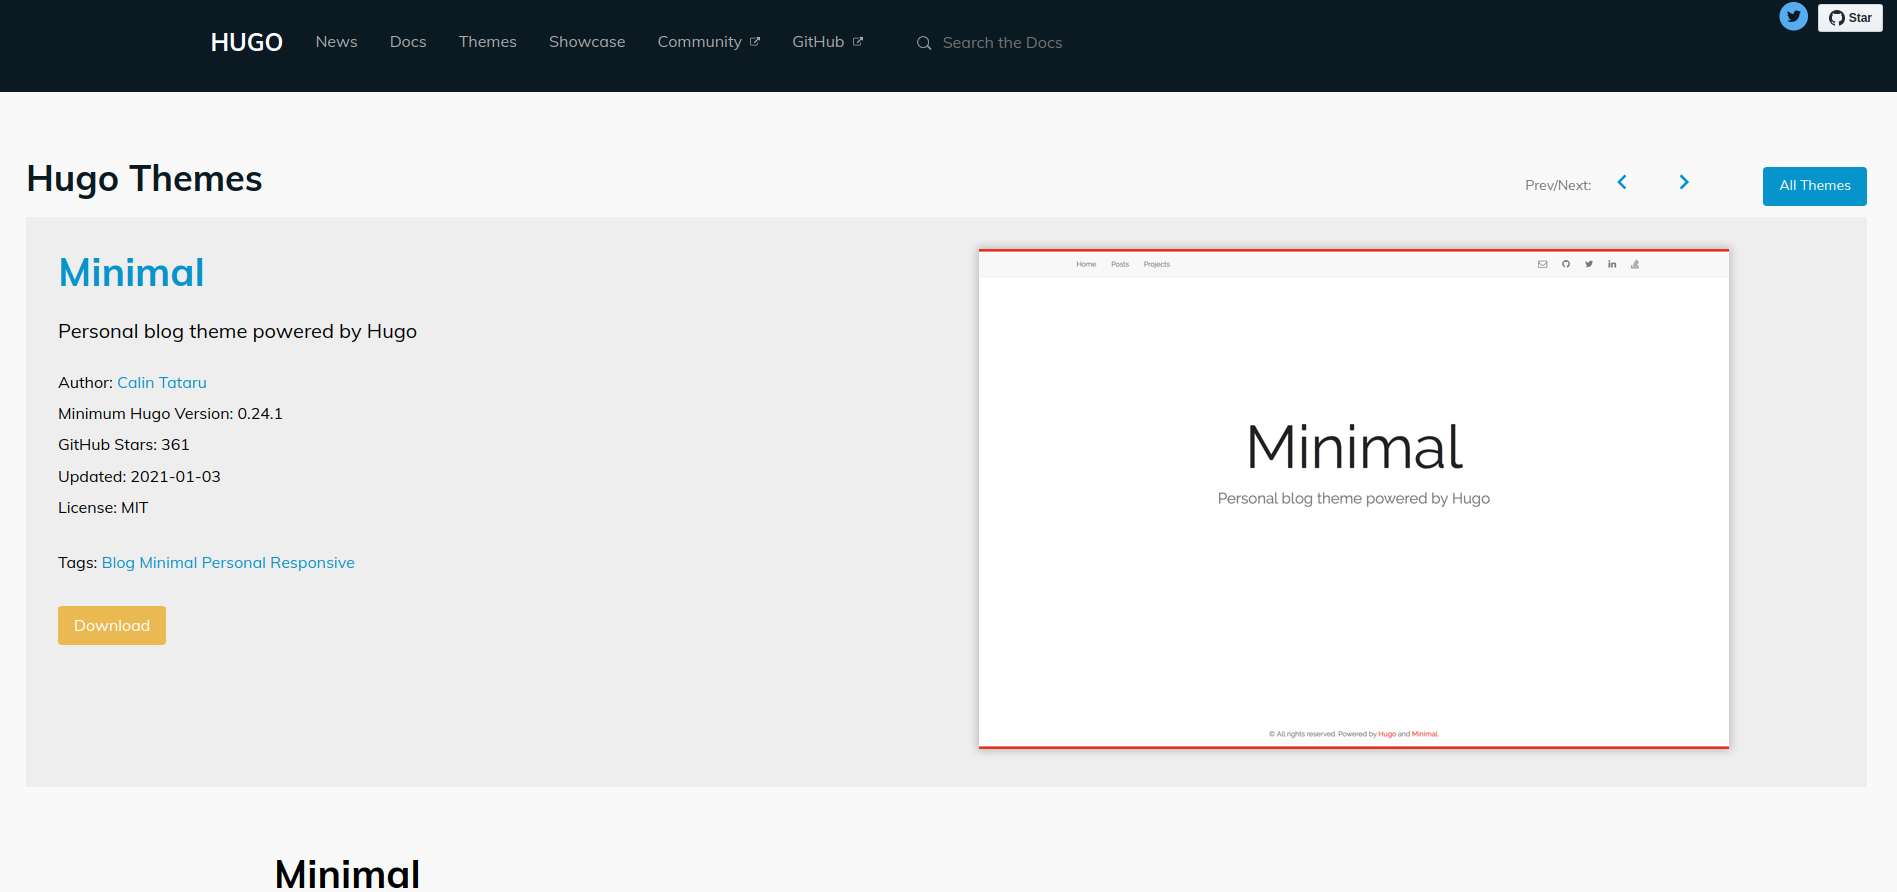 HUGO News Docs Themes Showcase Community GitHub Search the Docs Star
Hugo Themes
Prev/Next: All Themes
Minimal
Personal blog theme powered by Hugo
Author: Calin Tataru
Minimum Hugo Version: 0.24.1
GitHub Stars: 361
Updated: 2021-01-03
License: MIT
Tags: Blog Minimal Personal Responsive
Download
Home Posts Projects
Minimal
Personal blog theme powered by Hugo
© All rights reserved. Powered by Hugo and Minimal.
Minimal